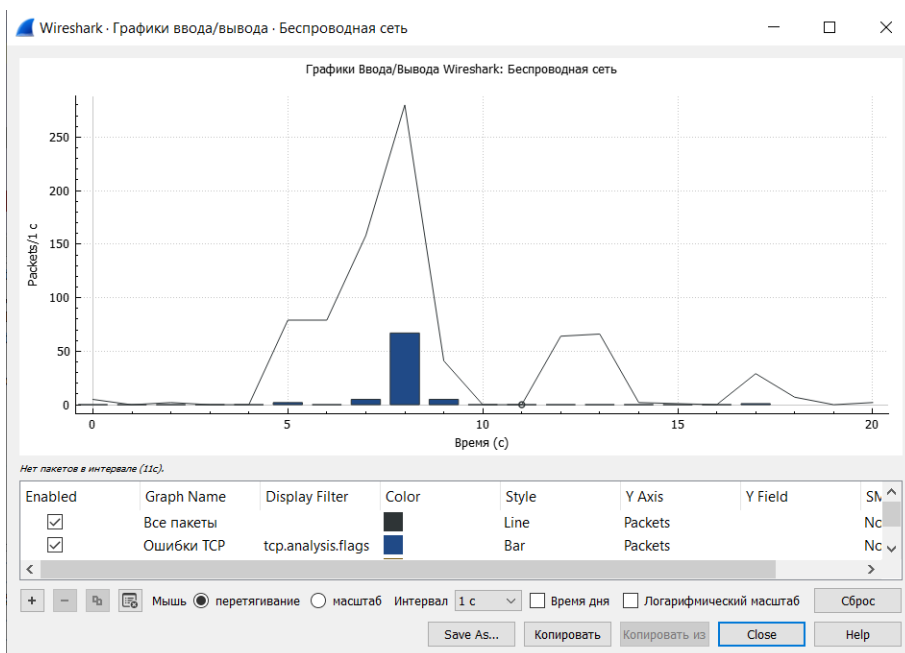 Wireshark · Графики ввода/вывода · Беспроводная сеть
Графики Ввода/Вывода Wireshark: Беспроводная сеть
250
200
150
100
50
0
Packets/1 с
0 5 10 15 20
Время (с)
Нет пакетов в интервале (11с).
Enabled Graph Name Display Filter Color Style Y Axis Y Field SM
Все пакеты Line Packets No
Ошибки TCP tcp.analysis.flags Bar Packets No
Мышь перетягивание масштаб Интервал 1 с Время дня Логарифмический масштаб Сброс
Save As... Копировать Копировать из Close Help